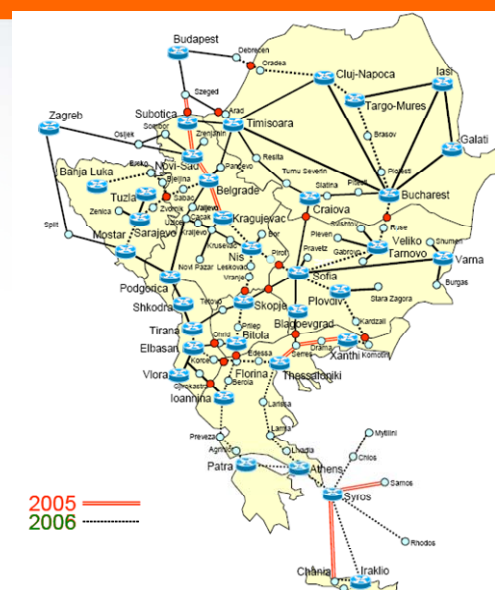 Budapest
Debrecen
Oradea
Cluj-Napoca
Iasi
Szeged
Targo-Mures
Zagreb
Arad
Subotica
Timisoara
Sombor
Osijek
Zrenjanin
Brasov
Galati
Novi-Sad
Resita
Pancevo
Banja Luka
Bijeljina
Turnu Severin
Ploiesti
Belgrade
Slatina
Pitesti
Bucharest
Tuzla
Sabac
Zenica
Zvornik
Valjevo
Cacak
Kragujevac
Craiova
Uzice
Ruse
Split
Sarajevo
Kraljevo
Bor
Pleven
Veliko
Tarnovo
Shumen
Mostar
Krusevac
Nis
Pirot
Pravetz
Gabrovo
Varna
Novi Pazar
Leskovac
Sofia
Podgorica
Vranje
Plovdiv
Burgas
Stara Zagora
Shkodra
Tetovo
Skopje
Blagoevgrad
Kardzali
Tirana
Ohrid
Prilep
Bitola
Drama
Serres
Xanthi
Komotini
Elbasan
Korce
Edessa
Florina
Thessaloniki
Vlora
Gjirokastra
Beroia
Ioannina
Larissa
Preveza
Lamia
Mytilini
Agrinio
Livadia
Chios
Patra
Athens
Samos
Syros
2005
2006
Rhodos
Chania
Iraklio